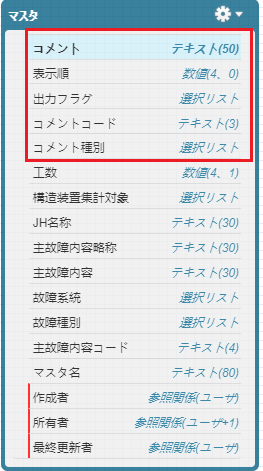 マスタ
コメント テキスト(50)
表示順 数値(4、0)
出力フラグ 選択リスト
コメントコード テキスト(3)
コメント種別 選択リスト
工数 数値(4、1)
構造装置集計対象 選択リスト
JH名称 テキスト(30)
主故障内容略称 テキスト(30)
主故障内容 テキスト(30)
故障系統 選択リスト
故障種別 選択リスト
主故障内容コード テキスト(4)
マスタ名 テキスト(80)
作成者 参照関係(ユーザ)
所有者 参照関係(ユーザ+1)
最終更新者 参照関係(ユーザ)